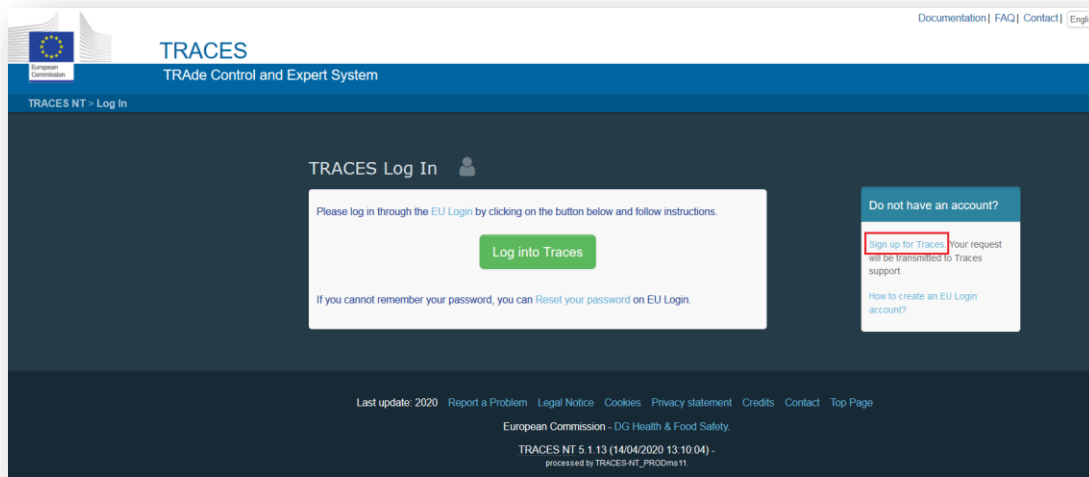 Documentation| FAQ| Contact|
European
Commission
TRACES
TRAde Control and Expert System
TRACES NT > Log In
TRACES Log In
Please log in through the EU Login by clicking on the button below and follow instructions.
Log into Traces
If you cannot remember your password, you can Reset your password on EU Login.
Do not have an account?
Sign up for Traces. Your request
will be transmitted to Traces
support.
How to create an EU Login
account?
Last update: 2020 Report a Problem Legal Notice Cookies Privacy statement Credits Contact Top Page
European Commission - DG Health & Food Safety.
TRACES NT 5.1.13 (14/04/2020 13:10:04) -
processed by TRACES-NT_PRODms11.